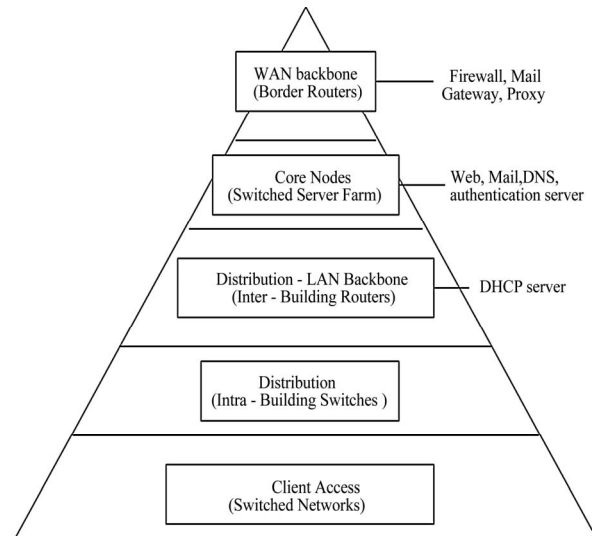 WAN backbone
(Border Routers)
Firewall, Mail
Gateway, Proxy
Core Nodes
(Switched Server Farm)
Web, Mail,DNS,
authentication server
Distribution - LAN Backbone
(Inter - Building Routers)
DHCP server
Distribution
(Intra - Building Switches )
Client Access
(Switched Networks)